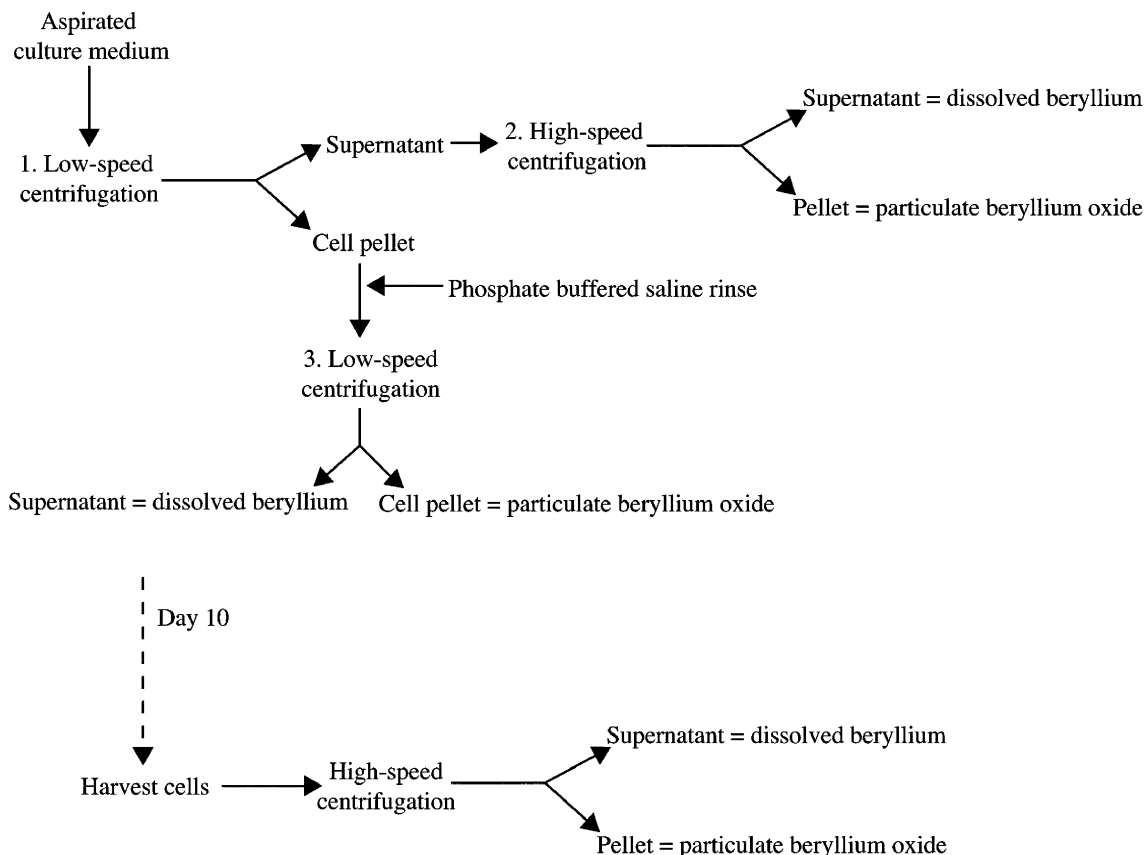 Aspirated
culture medium
1. Low-speed
centrifugation
Supernatant
2. High-speed
centrifugation
Supernatant = dissolved beryllium
Pellet = particulate beryllium oxide
Cell pellet
Phosphate buffered saline rinse
3. Low-speed
centrifugation
Supernatant = dissolved beryllium
Cell pellet = particulate beryllium oxide
Day 10
Harvest cells
High-speed
centrifugation
Supernatant = dissolved beryllium
Pellet = particulate beryllium oxide